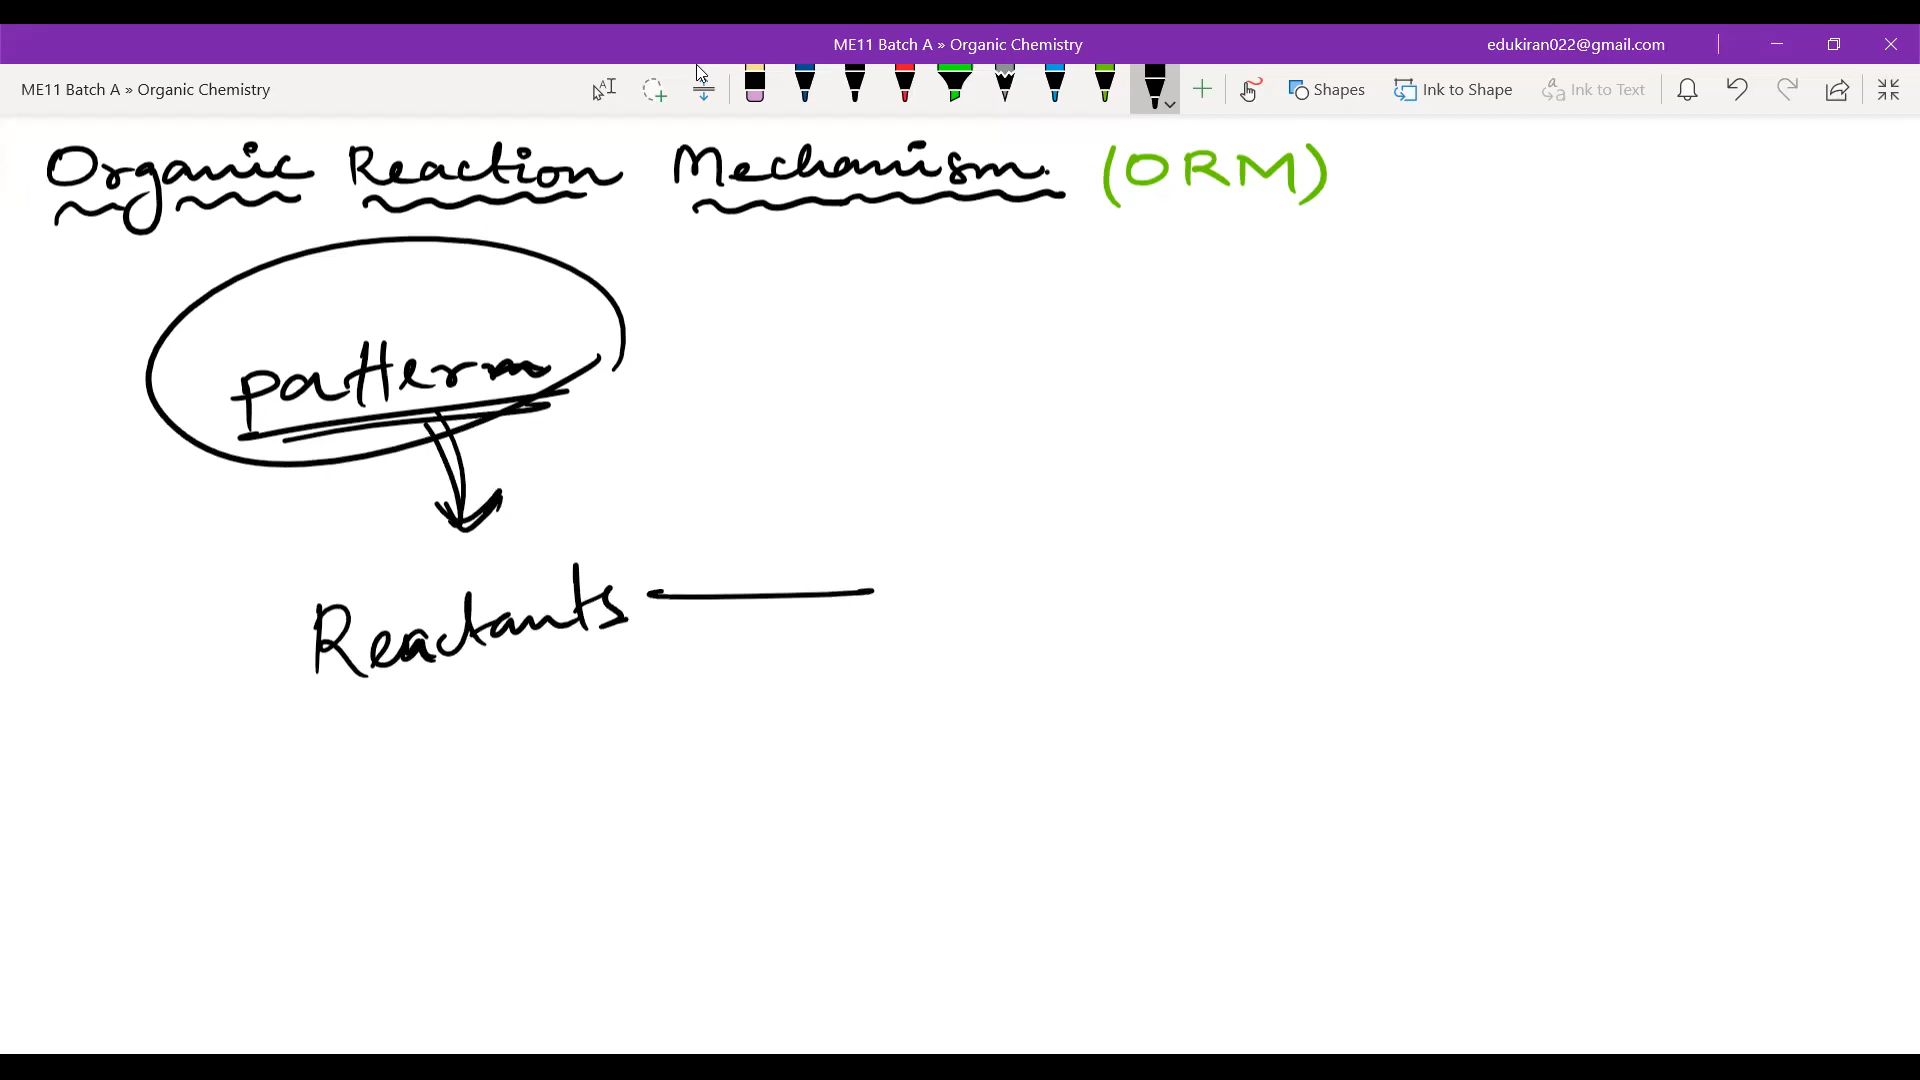 ME11 Batch A » Organic Chemistry
edukiran022@gmail.com
ME11 Batch A » Organic Chemistry
Shapes
Ink to Shape
Ink to Text
Organic Reaction Mechanism. (ORM)
pattern
Reactants